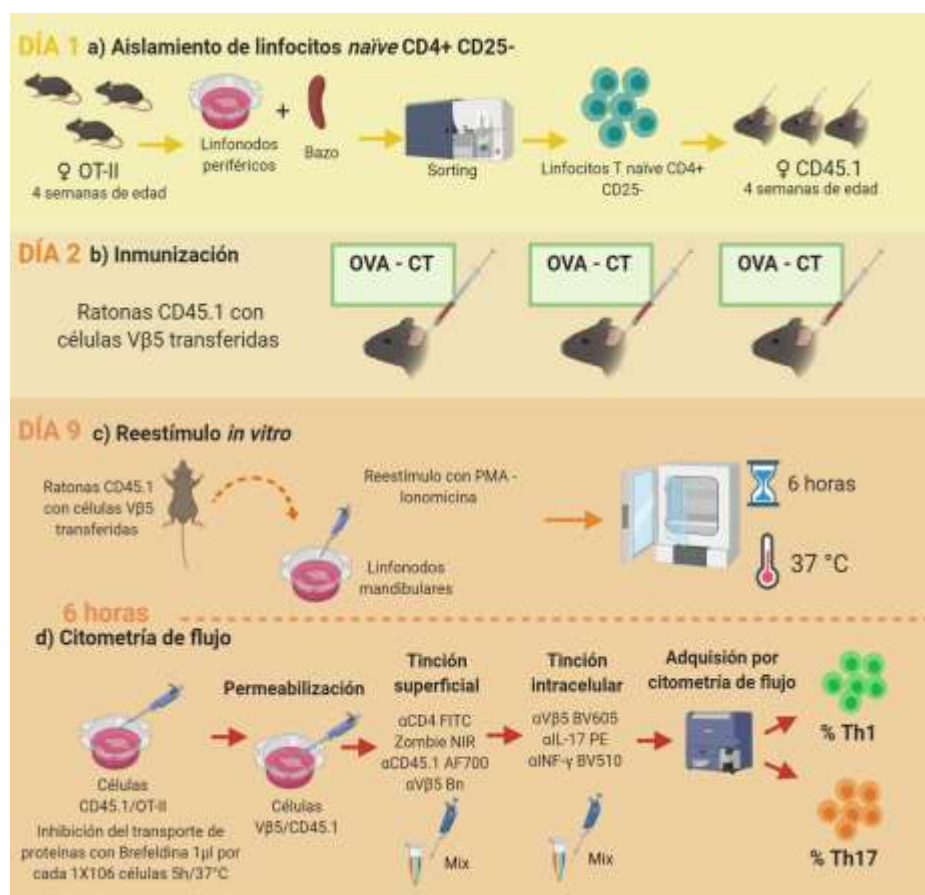 DÍA 1 a) Aislamiento de linfocitos naïve CD4+ CD25-
♀ OT-II
4 semanas de edad
Linfonodos
periféricos
+
Bazo
Sorting
Linfocitos T naïve CD4+
CD25-
♀ CD45.1
4 semanas de edad
DÍA 2 b) Inmunización
Ratonas CD45.1 con
células Vβ5 transferidas
OVA - CT
OVA - CT
OVA - CT
DÍA 9 c) Reestímulo in vitro
Ratonas CD45.1
con células Vβ5
transferidas
Reestímulo con PMA -
Ionomicina
Linfonodos
mandibulares
6 horas
37 °C
6 horas
d) Citometría de flujo
Células
CD45.1/OT-II
Inhibición del transporte de
proteinas con Brefeldina 1µl por
cada 1X106 células 5h/37°C
Permeabilización
Células
Vβ5/CD45.1
Tinción
superficial
αCD4 FITC
Zombie NIR
αCD45.1 AF700
αVβ5 Bn
Mix
Tinción
intracelular
αVβ5 BV605
αIL-17 PE
αINF-γ BV510
Mix
Adquisión por
citometría de flujo
% Th1
% Th17